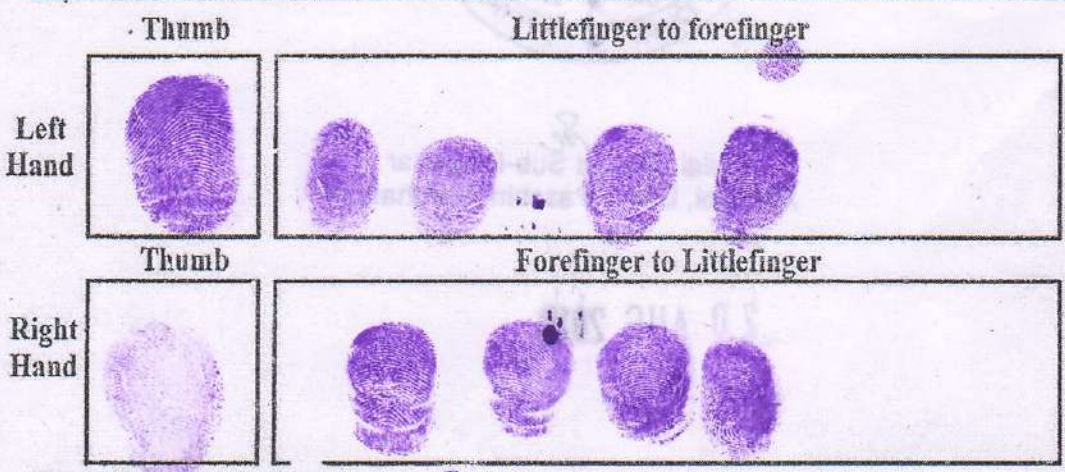 Thumb Littlefinger to forefinger
Left
Hand
Thumb Forefinger to Littlefinger
Right
Hand